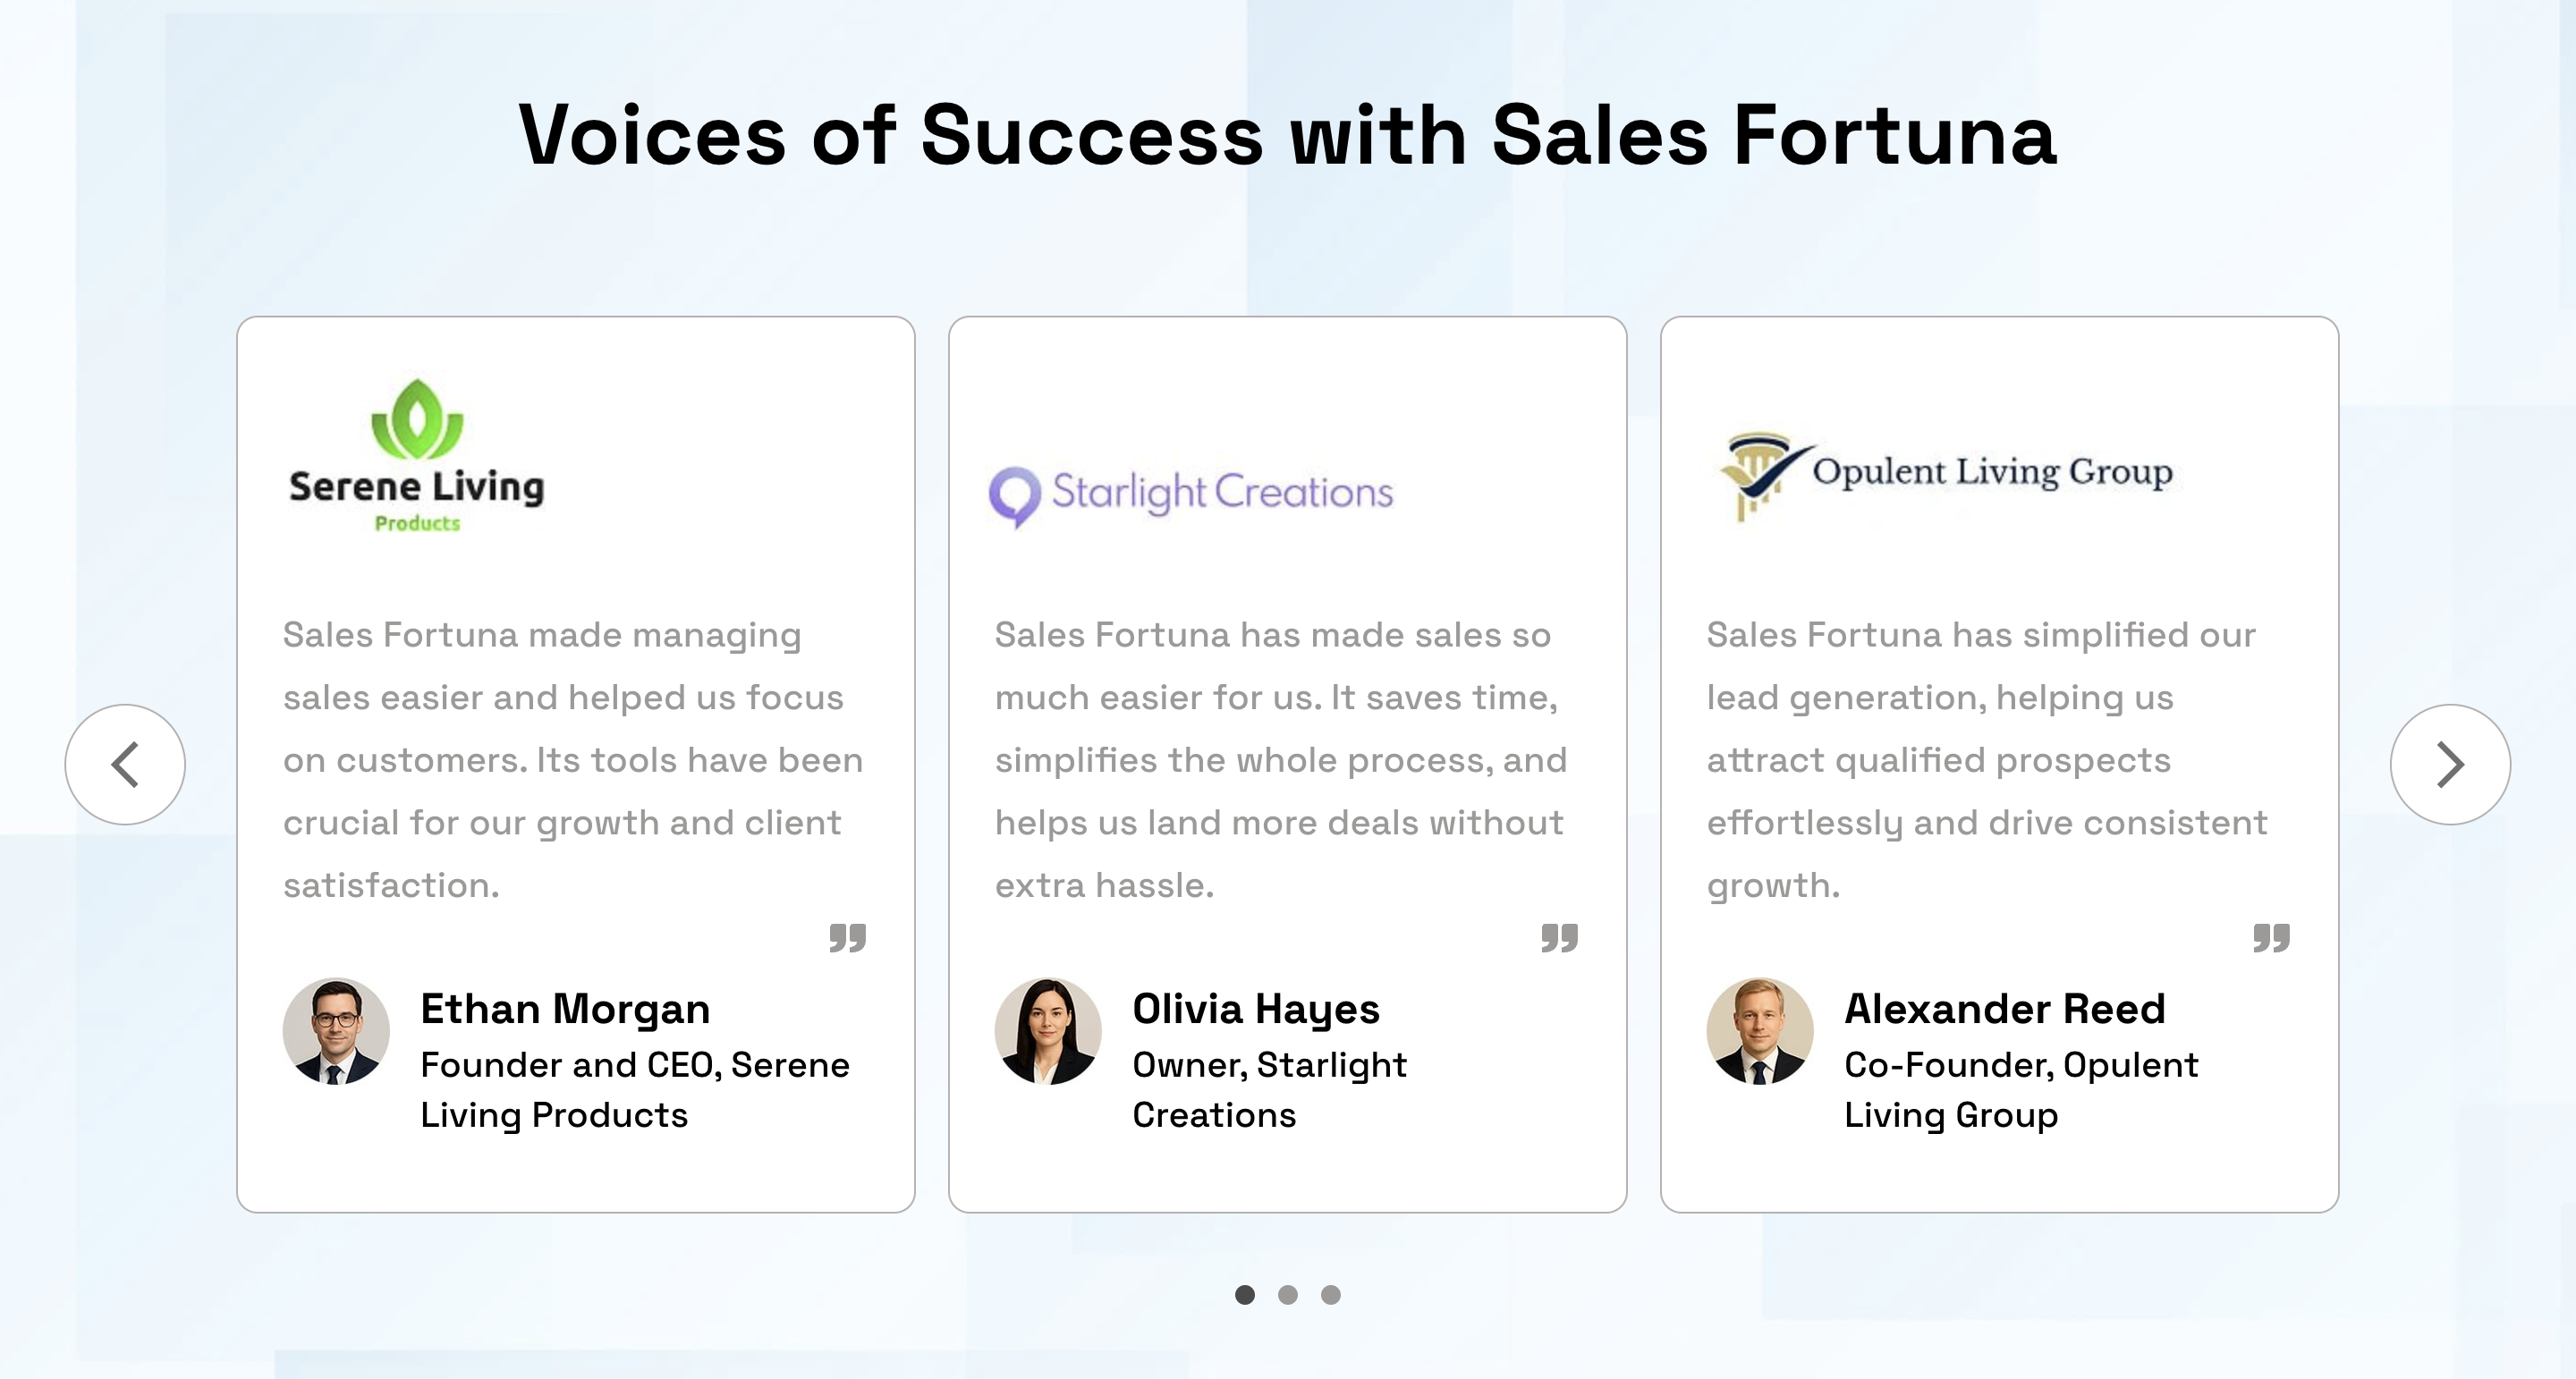 Voices of Success with Sales Fortuna
Serene Living
Products
Sales Fortuna made managing
sales easier and helped us focus
on customers. Its tools have been
crucial for our growth and client
satisfaction.
”
Ethan Morgan
Founder and CEO, Serene
Living Products
Starlight Creations
Sales Fortuna has made sales so
much easier for us. It saves time,
simplifies the whole process, and
helps us land more deals without
extra hassle.
”
Olivia Hayes
Owner, Starlight
Creations
Opulent Living Group
Sales Fortuna has simplified our
lead generation, helping us
attract qualified prospects
effortlessly and drive consistent
growth.
”
Alexander Reed
Co-Founder, Opulent
Living Group